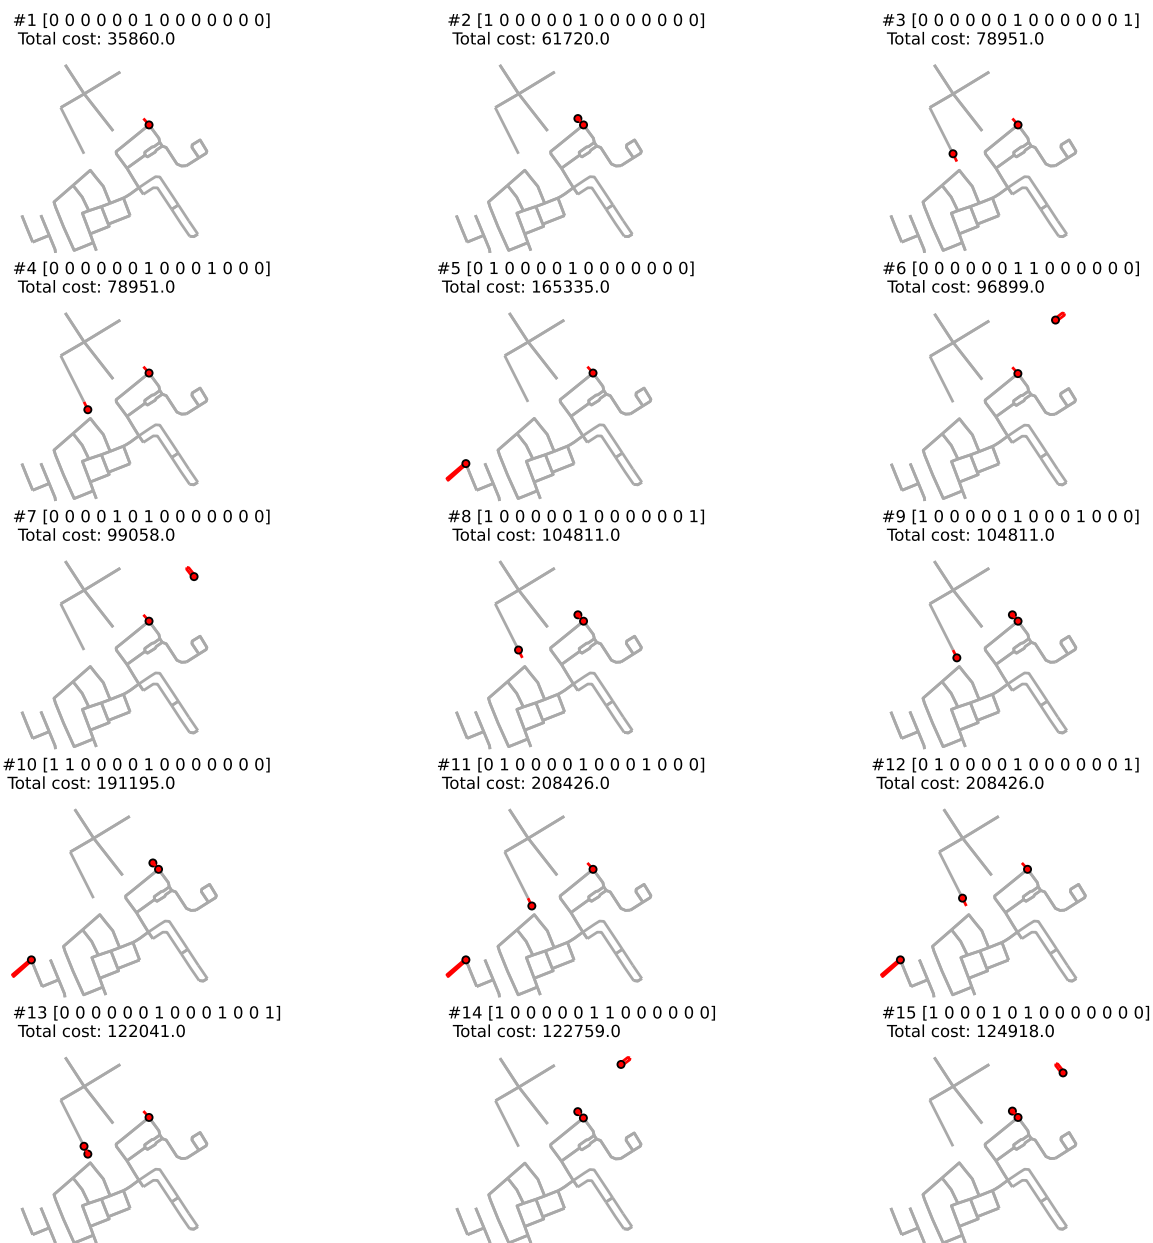 #1 [0 0 0 0 0 0 1 0 0 0 0 0 0 0]
Total cost: 35860.0
#2 [1 0 0 0 0 0 1 0 0 0 0 0 0 0]
Total cost: 61720.0
#3 [0 0 0 0 0 0 1 0 0 0 0 0 0 1]
Total cost: 78951.0
#4 [0 0 0 0 0 0 1 0 0 0 1 0 0 0]
Total cost: 78951.0
#5 [0 1 0 0 0 0 1 0 0 0 0 0 0 0]
Total cost: 165335.0
#6 [0 0 0 0 0 0 1 1 0 0 0 0 0 0]
Total cost: 96899.0
#7 [0 0 0 0 1 0 1 0 0 0 0 0 0 0]
Total cost: 99058.0
#8 [1 0 0 0 0 0 1 0 0 0 0 0 0 1]
Total cost: 104811.0
#9 [1 0 0 0 0 0 1 0 0 0 1 0 0 0]
Total cost: 104811.0
#10 [1 1 0 0 0 0 1 0 0 0 0 0 0 0]
Total cost: 191195.0
#11 [0 1 0 0 0 0 1 0 0 0 1 0 0 0]
Total cost: 208426.0
#12 [0 1 0 0 0 0 1 0 0 0 0 0 0 1]
Total cost: 208426.0
#13 [0 0 0 0 0 0 1 0 0 0 1 0 0 1]
Total cost: 122041.0
#14 [1 0 0 0 0 0 1 1 0 0 0 0 0 0]
Total cost: 122759.0
#15 [1 0 0 0 1 0 1 0 0 0 0 0 0 0]
Total cost: 124918.0